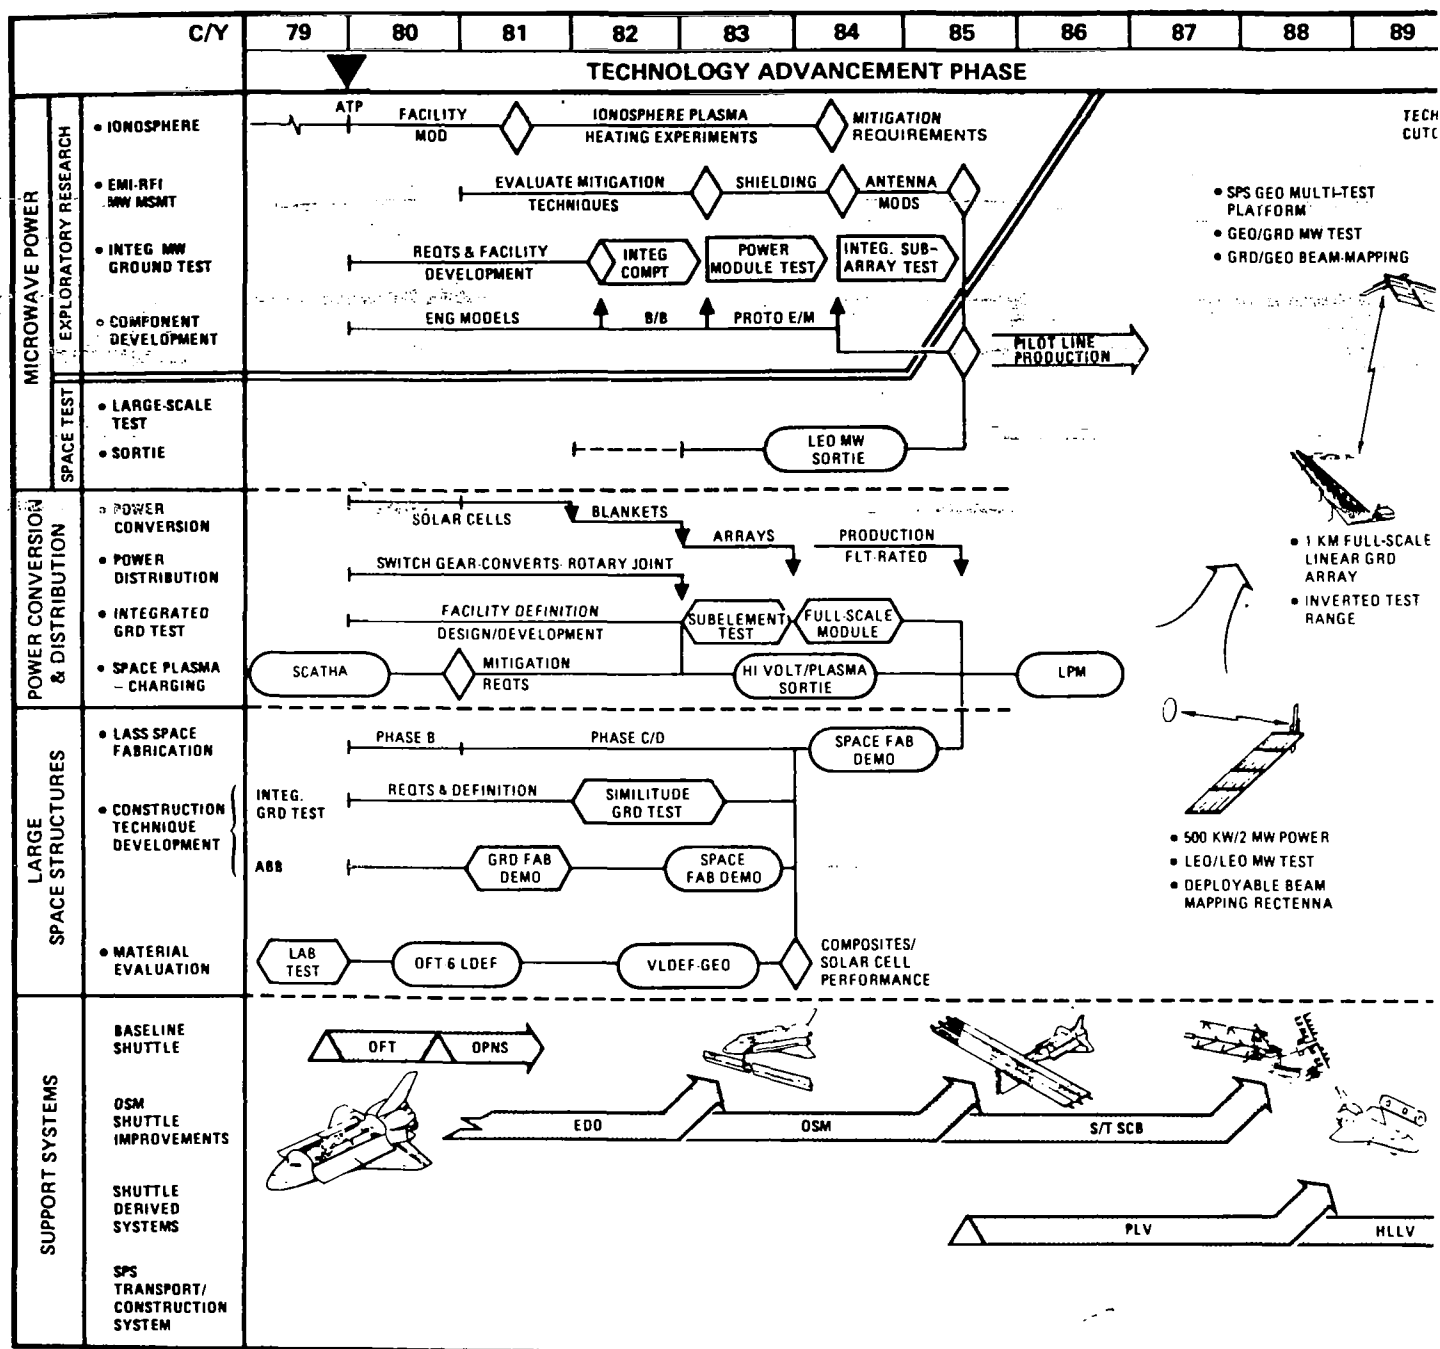 C/Y 79 80 81 82 83 84 85 86 87 88 89
TECHNOLOGY ADVANCEMENT PHASE
MICROWAVE POWER
EXPLORATORY RESEARCH
• IONOSPHERE
ATP
FACILITY
MOD
IONOSPHERE PLASMA
HEATING EXPERIMENTS
MITIGATION
REQUIREMENTS
• EMI-RFI
MW MSMT
EVALUATE MITIGATION
TECHNIQUES
SHIELDING
ANTENNA
MODS
• INTEG MW
GROUND TEST
REQTS & FACILITY
DEVELOPMENT
INTEG
COMPT
POWER
MODULE TEST
INTEG. SUB-
ARRAY TEST
○ COMPONENT
DEVELOPMENT
ENG MODELS
B/B
PROTO E/M
PILOT LINE
PRODUCTION
• SPS GEO MULTI-TEST
PLATFORM
• GEO/GRD MW TEST
• GRD/GEO BEAM-MAPPING
SPACE TEST
• LARGE-SCALE
TEST
• SORTIE
LEO MW
SORTIE
POWER CONVERSION
& DISTRIBUTION
POWER
CONVERSION
SOLAR CELLS
BLANKETS
ARRAYS
PRODUCTION
FLT-RATED
• POWER
DISTRIBUTION
SWITCH GEAR-CONVERTS-ROTARY JOINT
• INTEGRATED
GRD TEST
FACILITY DEFINITION
DESIGN/DEVELOPMENT
SUBELEMENT
TEST
FULL-SCALE
MODULE
• SPACE PLASMA
– CHARGING
SCATHA
MITIGATION
REQTS
HI VOLT/PLASMA
SORTIE
LPM
• 1 KM FULL-SCALE
LINEAR GRD
ARRAY
• INVERTED TEST
RANGE
LARGE
SPACE STRUCTURES
• LASS SPACE
FABRICATION
PHASE B
PHASE C/D
SPACE FAB
DEMO
• CONSTRUCTION
TECHNIQUE
DEVELOPMENT
INTEG.
GRD TEST
REQTS & DEFINITION
SIMILITUDE
GRD TEST
ABB
GRD FAB
DEMO
SPACE
FAB DEMO
• 500 KW/2 MW POWER
• LEO/LEO MW TEST
• DEPLOYABLE BEAM
MAPPING RECTENNA
• MATERIAL
EVALUATION
LAB
TEST
OFT 6 LDEF
VLDEF-GEO
COMPOSITES/
SOLAR CELL
PERFORMANCE
SUPPORT SYSTEMS
BASELINE
SHUTTLE
OFT
OPNS
OSM
SHUTTLE
IMPROVEMENTS
EDO
OSM
S/T SCB
SHUTTLE
DERIVED
SYSTEMS
PLV
HLLV
SPS
TRANSPORT/
CONSTRUCTION
SYSTEM